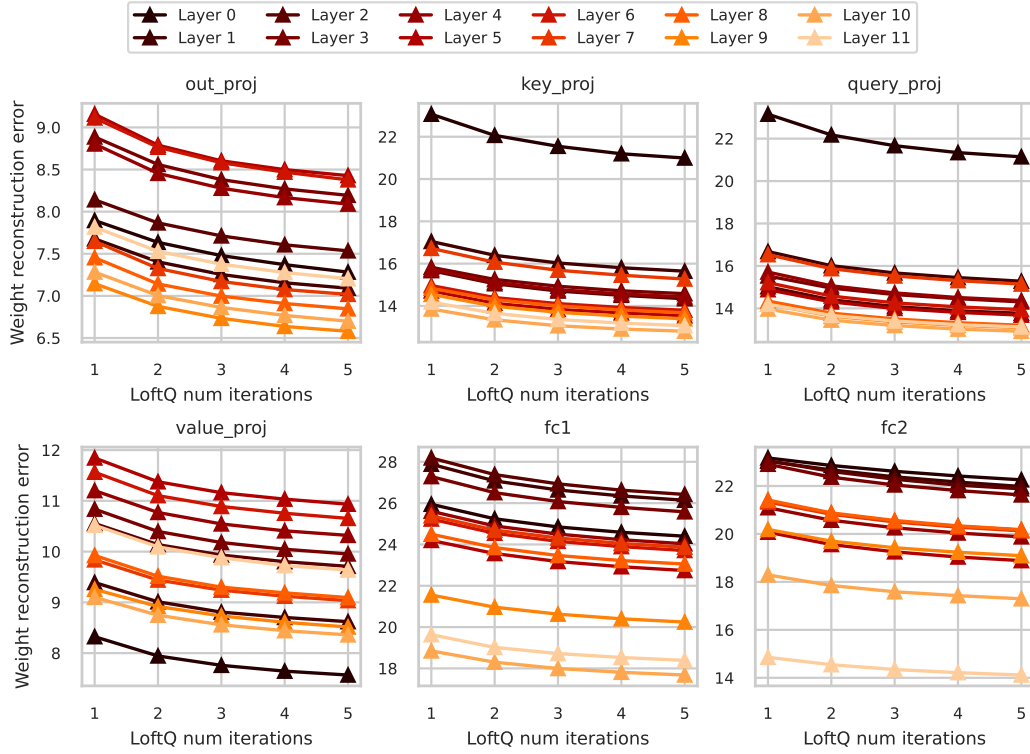 Layer 0 Layer 2 Layer 4 Layer 6 Layer 8 Layer 10
Layer 1 Layer 3 Layer 5 Layer 7 Layer 9 Layer 11
out_proj key_proj query_proj
Weight reconstruction error
9.0
8.5
8.0
7.5
7.0
6.5
1 2 3 4 5
LoftQ num iterations
22
20
18
16
14
1 2 3 4 5
LoftQ num iterations
22
20
18
16
14
1 2 3 4 5
LoftQ num iterations
value_proj fc1 fc2
Weight reconstruction error
12
11
10
9
8
1 2 3 4 5
LoftQ num iterations
28
26
24
22
20
18
1 2 3 4 5
LoftQ num iterations
22
20
18
16
14
1 2 3 4 5
LoftQ num iterations